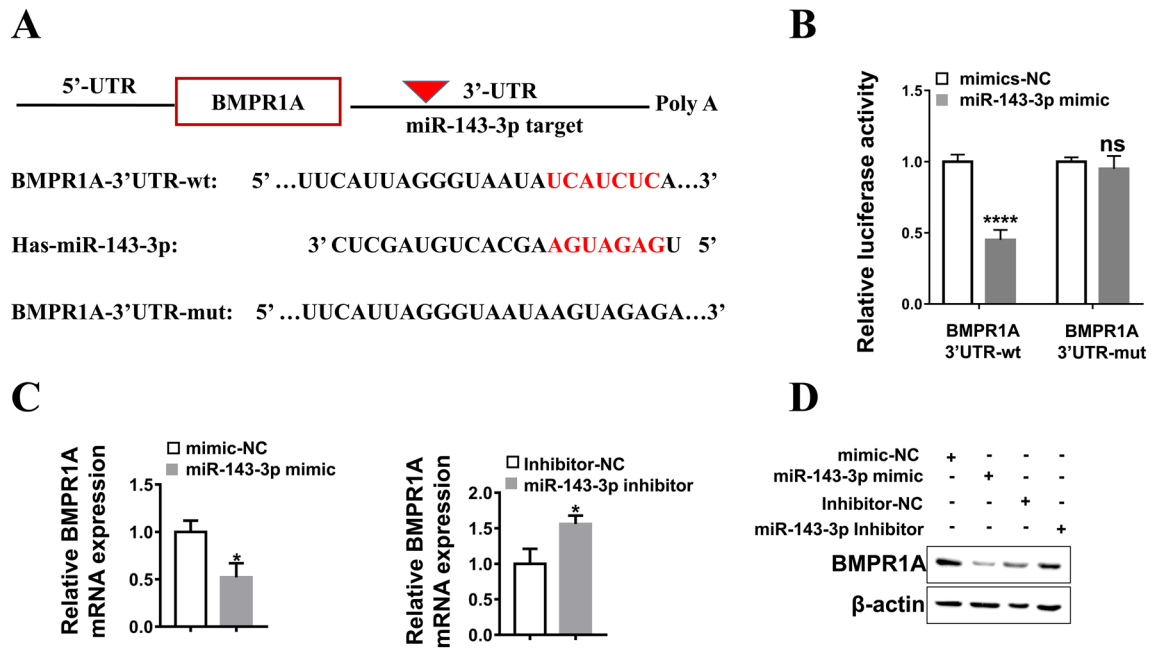 A
5’-UTR
BMPR1A
3’-UTR
Poly A
miR-143-3p target
BMPR1A-3’UTR-wt: 5’ …UUCAUUAGGGUAAUAUCAUCUCA…3’
Has-miR-143-3p: 3’ CUCGAUGUCACGAAGUAGAGU 5’
BMPR1A-3’UTR-mut: 5’ …UUCAUUAGGGUAAUAAGUAGAGA…3’
B
mimics-NC
miR-143-3p mimic
Relative luciferase activity
1.5
1.0
0.5
0.0
****
ns
BMPR1A
3’UTR-wt
BMPR1A
3’UTR-mut
C
mimic-NC
miR-143-3p mimic
Relative BMPR1A
mRNA expression
1.5
1.0
0.5
0.0
*
Inhibitor-NC
miR-143-3p inhibitor
Relative BMPR1A
mRNA expression
2.0
1.5
1.0
0.5
0.0
*
D
mimic-NC + - - -
miR-143-3p mimic - + - -
Inhibitor-NC - - + -
miR-143-3p Inhibitor - - - +
BMPR1A
β-actin